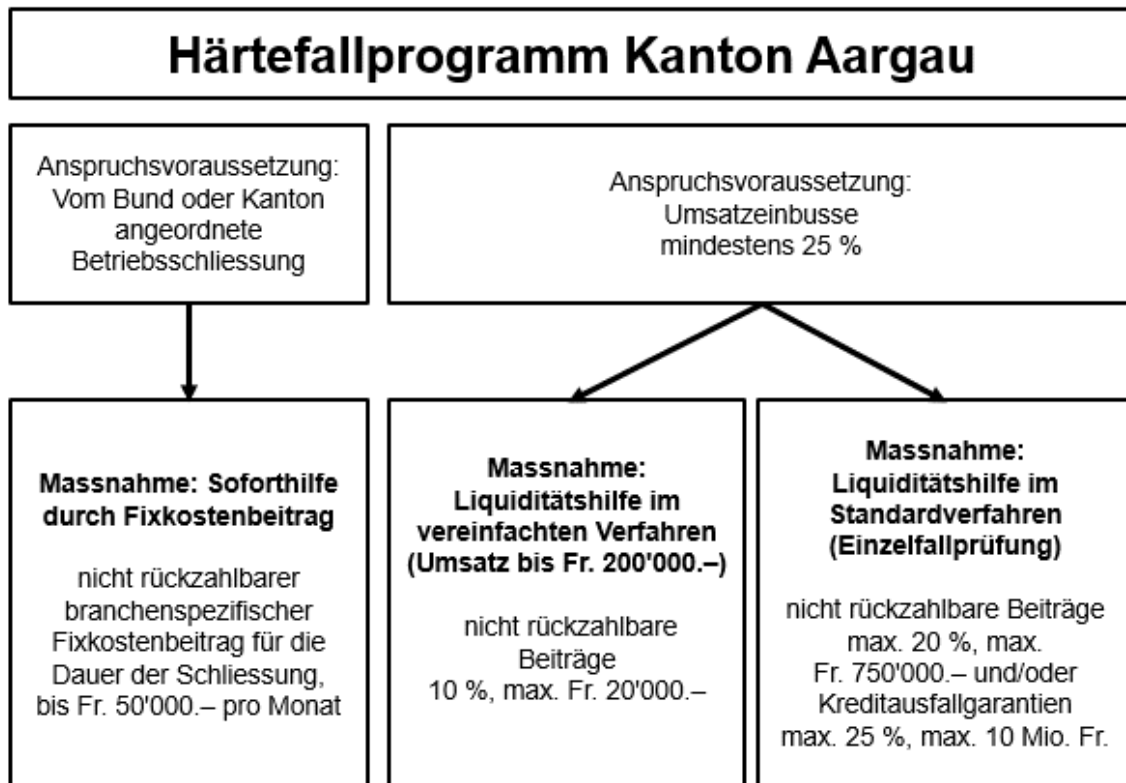 Härtefallprogramm Kanton Aargau
Anspruchsvoraussetzung:
Vom Bund oder Kanton
angeordnete
Betriebsschliessung
Anspruchsvoraussetzung:
Umsatzeinbusse
mindestens 25 %
Massnahme: Soforthilfe
durch Fixkostenbeitrag
nicht rückzahlbarer
branchenspezifischer
Fixkostenbeitrag für die
Dauer der Schliessung,
bis Fr. 50'000.– pro Monat
Massnahme:
Liquiditätshilfe im
vereinfachten Verfahren
(Umsatz bis Fr. 200'000.–)
nicht rückzahlbare
Beiträge
10 %, max. Fr. 20'000.–
Massnahme:
Liquiditätshilfe im
Standardverfahren
(Einzelfallprüfung)
nicht rückzahlbare Beiträge
max. 20 %, max.
Fr. 750'000.– und/oder
Kreditausfallgarantien
max. 25 %, max. 10 Mio. Fr.